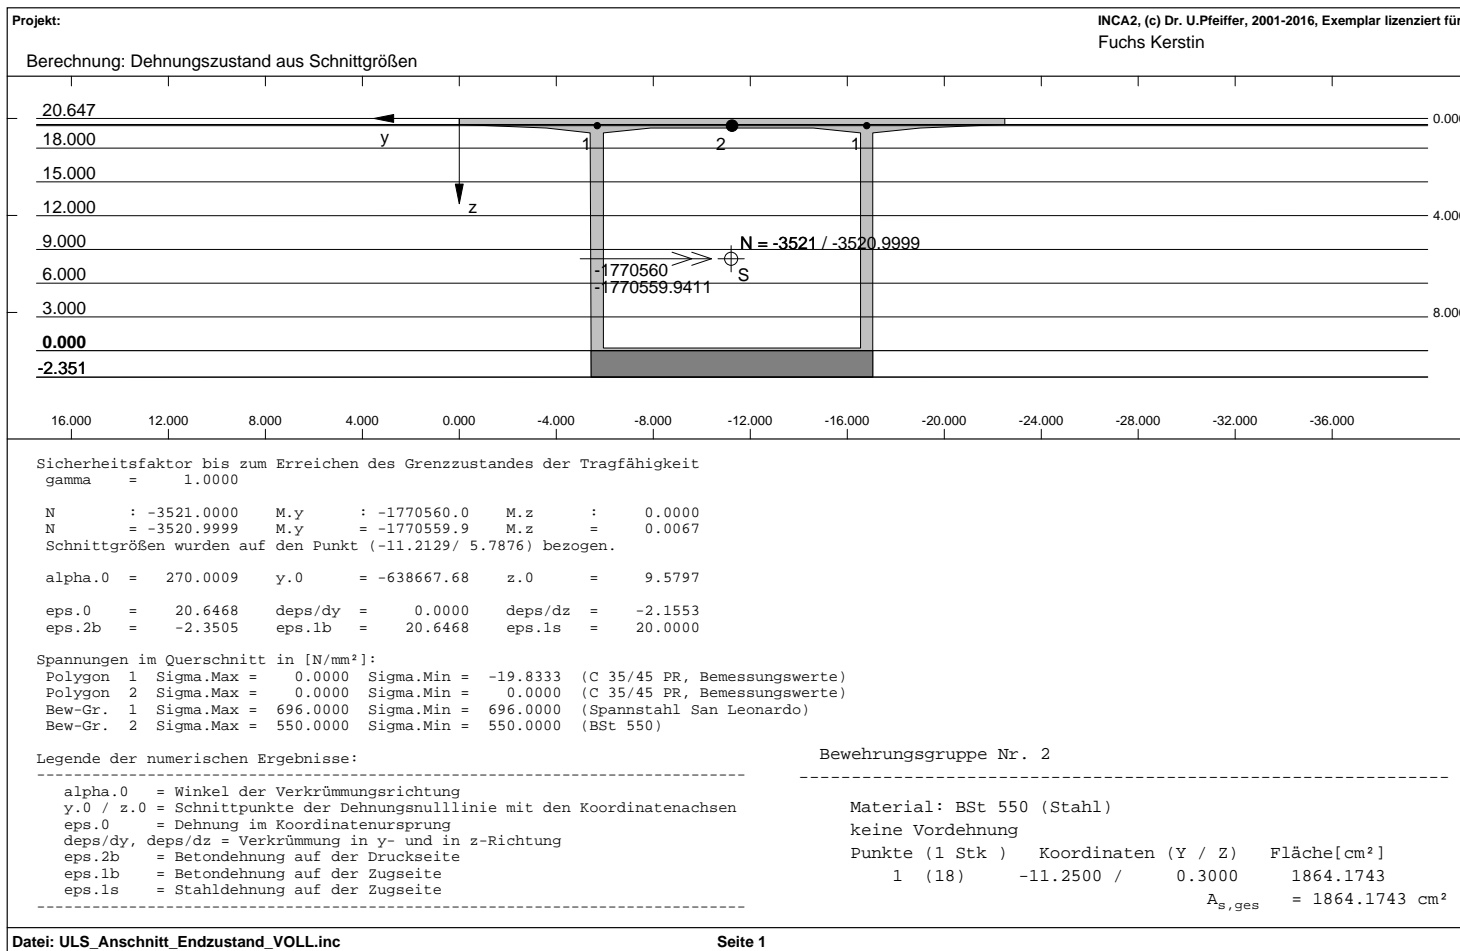 Projekt:
INCA2, (c) Dr. U.Pfeiffer, 2001-2016, Exemplar lizenziert für
Fuchs Kerstin
Berechnung: Dehnungszustand aus Schnittgrößen
20.647
0.000
y
1
2
1
18.000
15.000
z
12.000
4.000
9.000
N = -3521 / -3520.9999
-1770560
S
6.000
-1770559.9411
3.000
8.000
0.000
-2.351
16.000 12.000 8.000 4.000 0.000 -4.000 -8.000 -12.000 -16.000 -20.000 -24.000 -28.000 -32.000 -36.000
Sicherheitsfaktor bis zum Erreichen des Grenzzustandes der Tragfähigkeit
gamma = 1.0000
N : -3521.0000 M.y : -1770560.0 M.z : 0.0000
N = -3520.9999 M.y = -1770559.9 M.z = 0.0067
Schnittgrößen wurden auf den Punkt (-11.2129/ 5.7876) bezogen.
alpha.0 = 270.0009 y.0 = -638667.68 z.0 = 9.5797
eps.0 = 20.6468 deps/dy = 0.0000 deps/dz = -2.1553
eps.2b = -2.3505 eps.1b = 20.6468 eps.1s = 20.0000
Spannungen im Querschnitt in [N/mm²]:
Polygon 1 Sigma.Max = 0.0000 Sigma.Min = -19.8333 (C 35/45 PR, Bemessungswerte)
Polygon 2 Sigma.Max = 0.0000 Sigma.Min = 0.0000 (C 35/45 PR, Bemessungswerte)
Bew-Gr. 1 Sigma.Max = 696.0000 Sigma.Min = 696.0000 (Spannstahl San Leonardo)
Bew-Gr. 2 Sigma.Max = 550.0000 Sigma.Min = 550.0000 (BSt 550)
Legende der numerischen Ergebnisse:
alpha.0 = Winkel der Verkrümmungsrichtung
y.0 / z.0 = Schnittpunkte der Dehnungsnulllinie mit den Koordinatenachsen
eps.0 = Dehnung im Koordinatenursprung
deps/dy, deps/dz = Verkrümmung in y- und in z-Richtung
eps.2b = Betondehnung auf der Druckseite
eps.1b = Betondehnung auf der Zugseite
eps.1s = Stahldehnung auf der Zugseite
Bewehrungsgruppe Nr. 2
Material: BSt 550 (Stahl)
keine Vordehnung
Punkte (1 Stk ) Koordinaten (Y / Z) Fläche[cm²]
1 (18) -11.2500 / 0.3000 1864.1743
As,ges = 1864.1743 cm²
Datei: ULS_Anschnitt_Endzustand_VOLL.inc
Seite 1